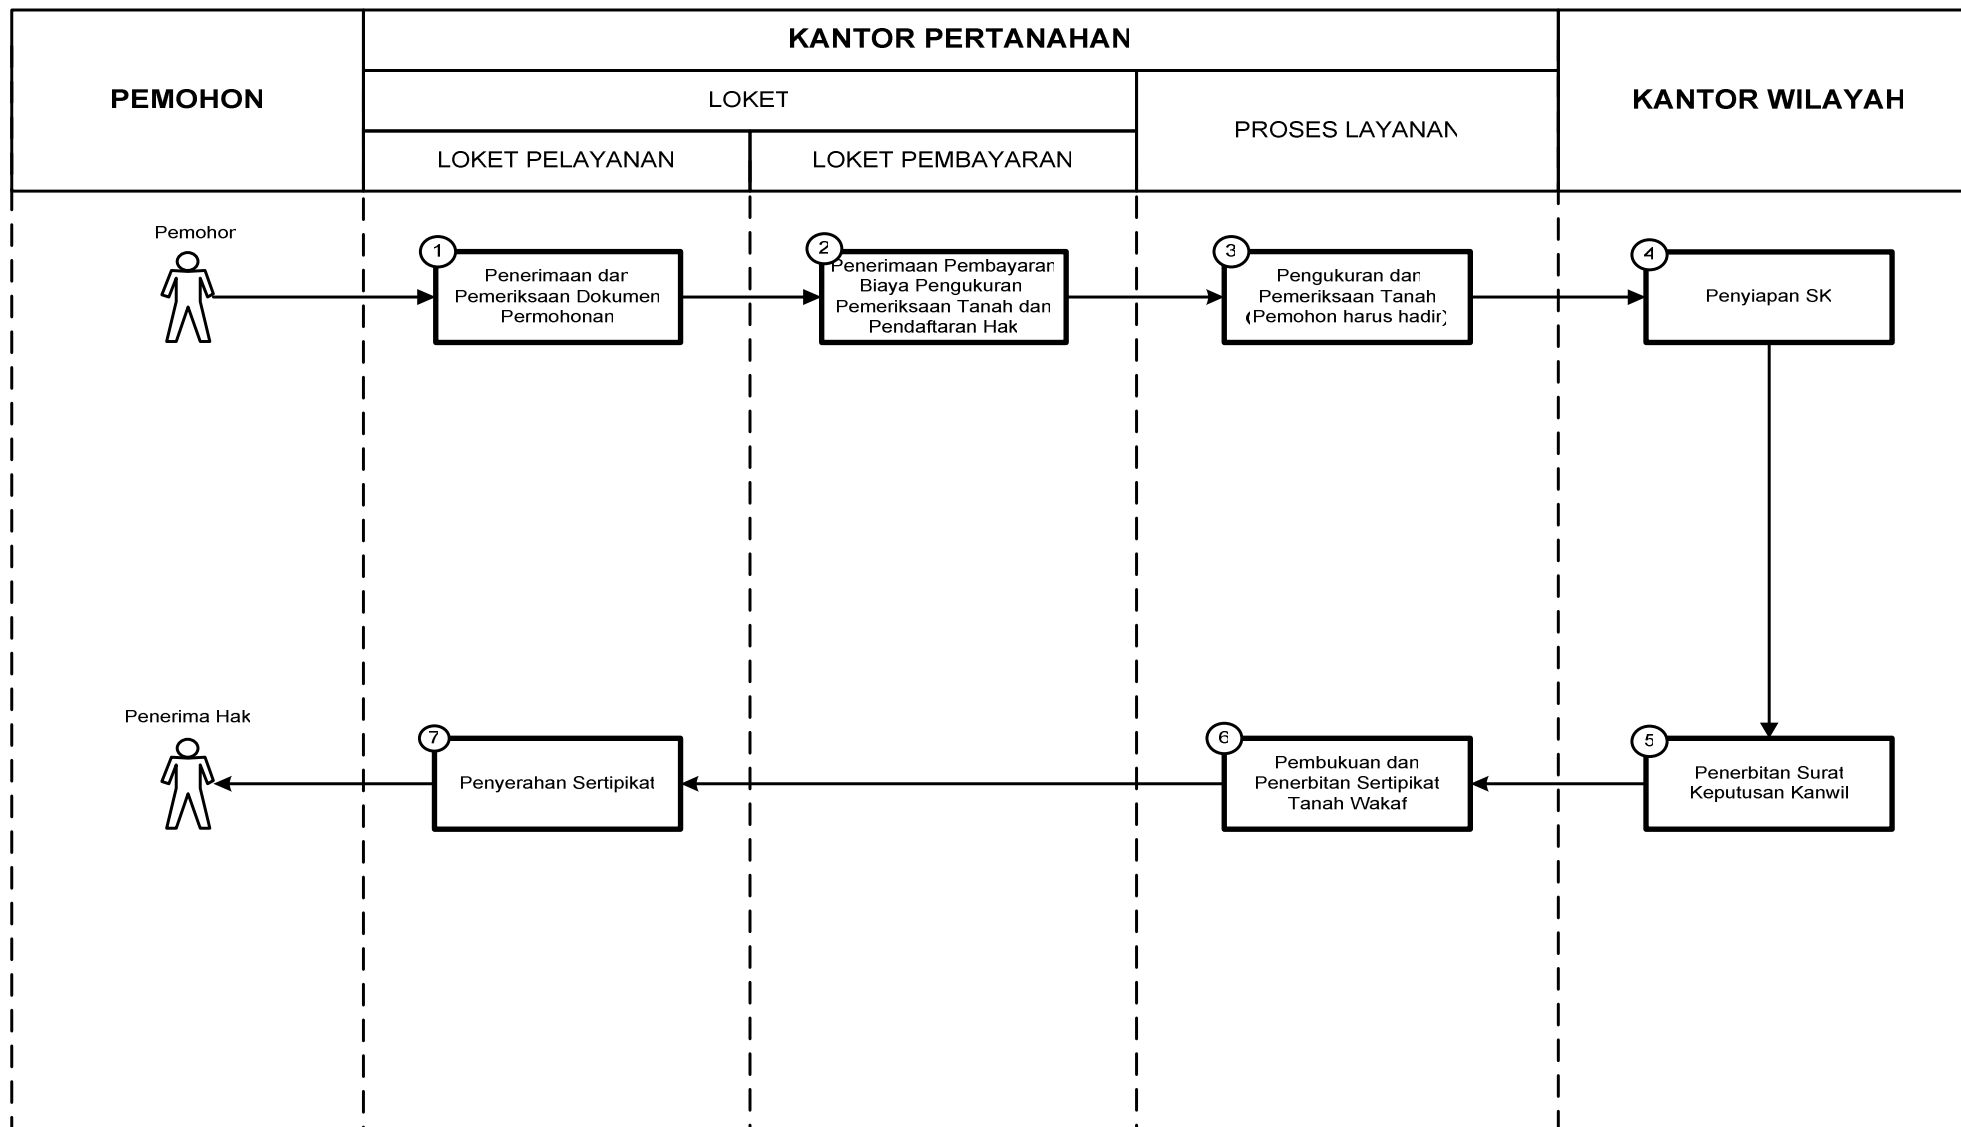 KANTOR PERTANAHAN
PEMOHON
LOKET
KANTOR WILAYAH
PROSES LAYANAN
LOKET PELAYANAN
LOKET PEMBAYARAN
Pemohon
1
Penerimaan dan
Pemeriksaan Dokumen
Permohonan
2
Penerimaan Pembayaran
Biaya Pengukuran
Pemeriksaan Tanah dan
Pendaftaran Hak
3
Pengukuran dan
Pemeriksaan Tanah
(Pemohon harus hadir)
4
Penyiapan SK
Penerima Hak
7
Penyerahan Sertipikat
6
Pembukuan dan
Penerbitan Sertipikat
Tanah Wakaf
5
Penerbitan Surat
Keputusan Kanwil